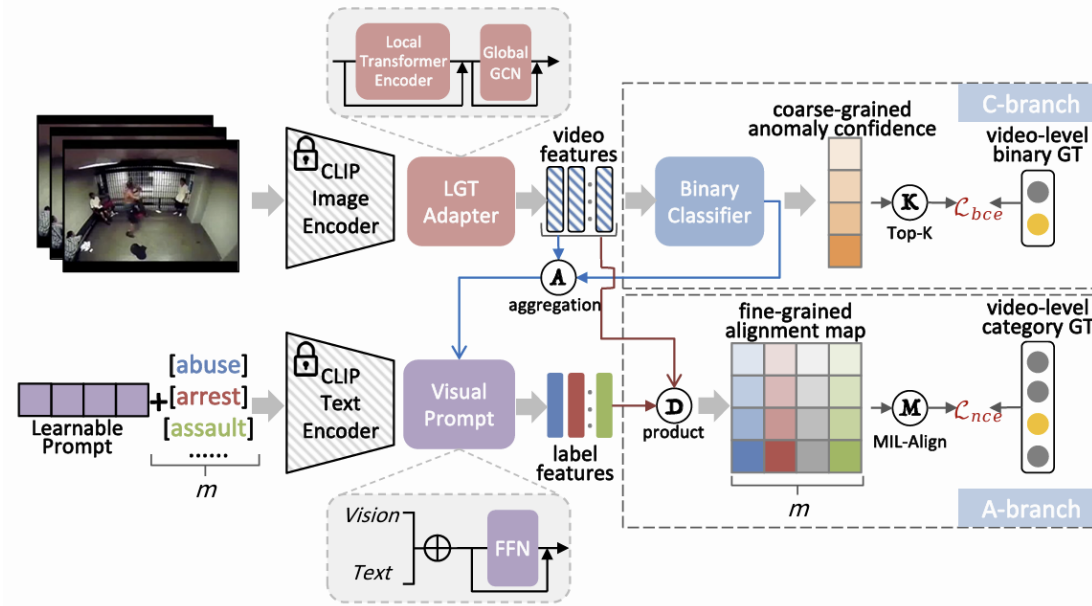 Local
Transformer
Encoder
Global
GCN
CLIP
Image
Encoder
LGT
Adapter
video
features
Binary
Classifier
coarse-grained
anomaly confidence
C-branch
video-level
binary GT
K
Top-K
ℒbce
A
aggregation
[abuse]
[arrest]
[assault]
......
m
+
Learnable
Prompt
CLIP
Text
Encoder
Visual
Prompt
label
features
D
product
fine-grained
alignment map
m
M
MIL-Align
ℒnce
video-level
category GT
A-branch
Vision
Text
FFN